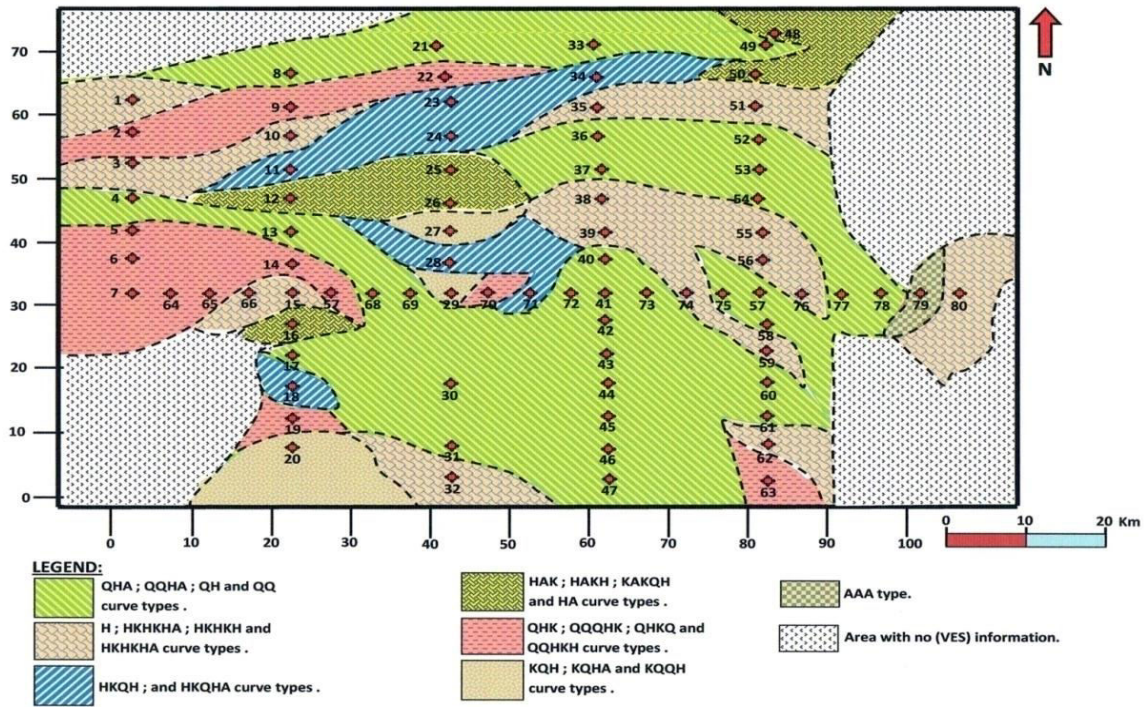 70
60
50
40
30
20
10
0
N
48
21 33 49
8 22 34 50
1 9 23 35 51
2 10 24 36 52
3 11 25 37 53
4 12 26 38 54
5 13 27 39 55
6 14 28 40 56
7 64 65 66 15 57 68 69 29 70 71 72 41 73 74 75 57 76 77 78 79 80
16 42 58
17 43 59
18 30 44 60
19 45 61
20 31 46 62
32 47 63
0 10 20 30 40 50 60 70 80 90 100
0 10 20 Km
LEGEND:
QHA ; QQHA ; QH and QQ
curve types .
H ; HKHKHA ; HKHKH and
HKHKHA curve types .
HKQH ; and HKQHA curve types .
HAK ; HAKH ; KAKQH
and HA curve types .
QHK ; QQQHK ; QHKQ and
QQHKH curve types .
KQH ; KQHA and KQQH
curve types .
AAA type.
Area with no (VES) information.